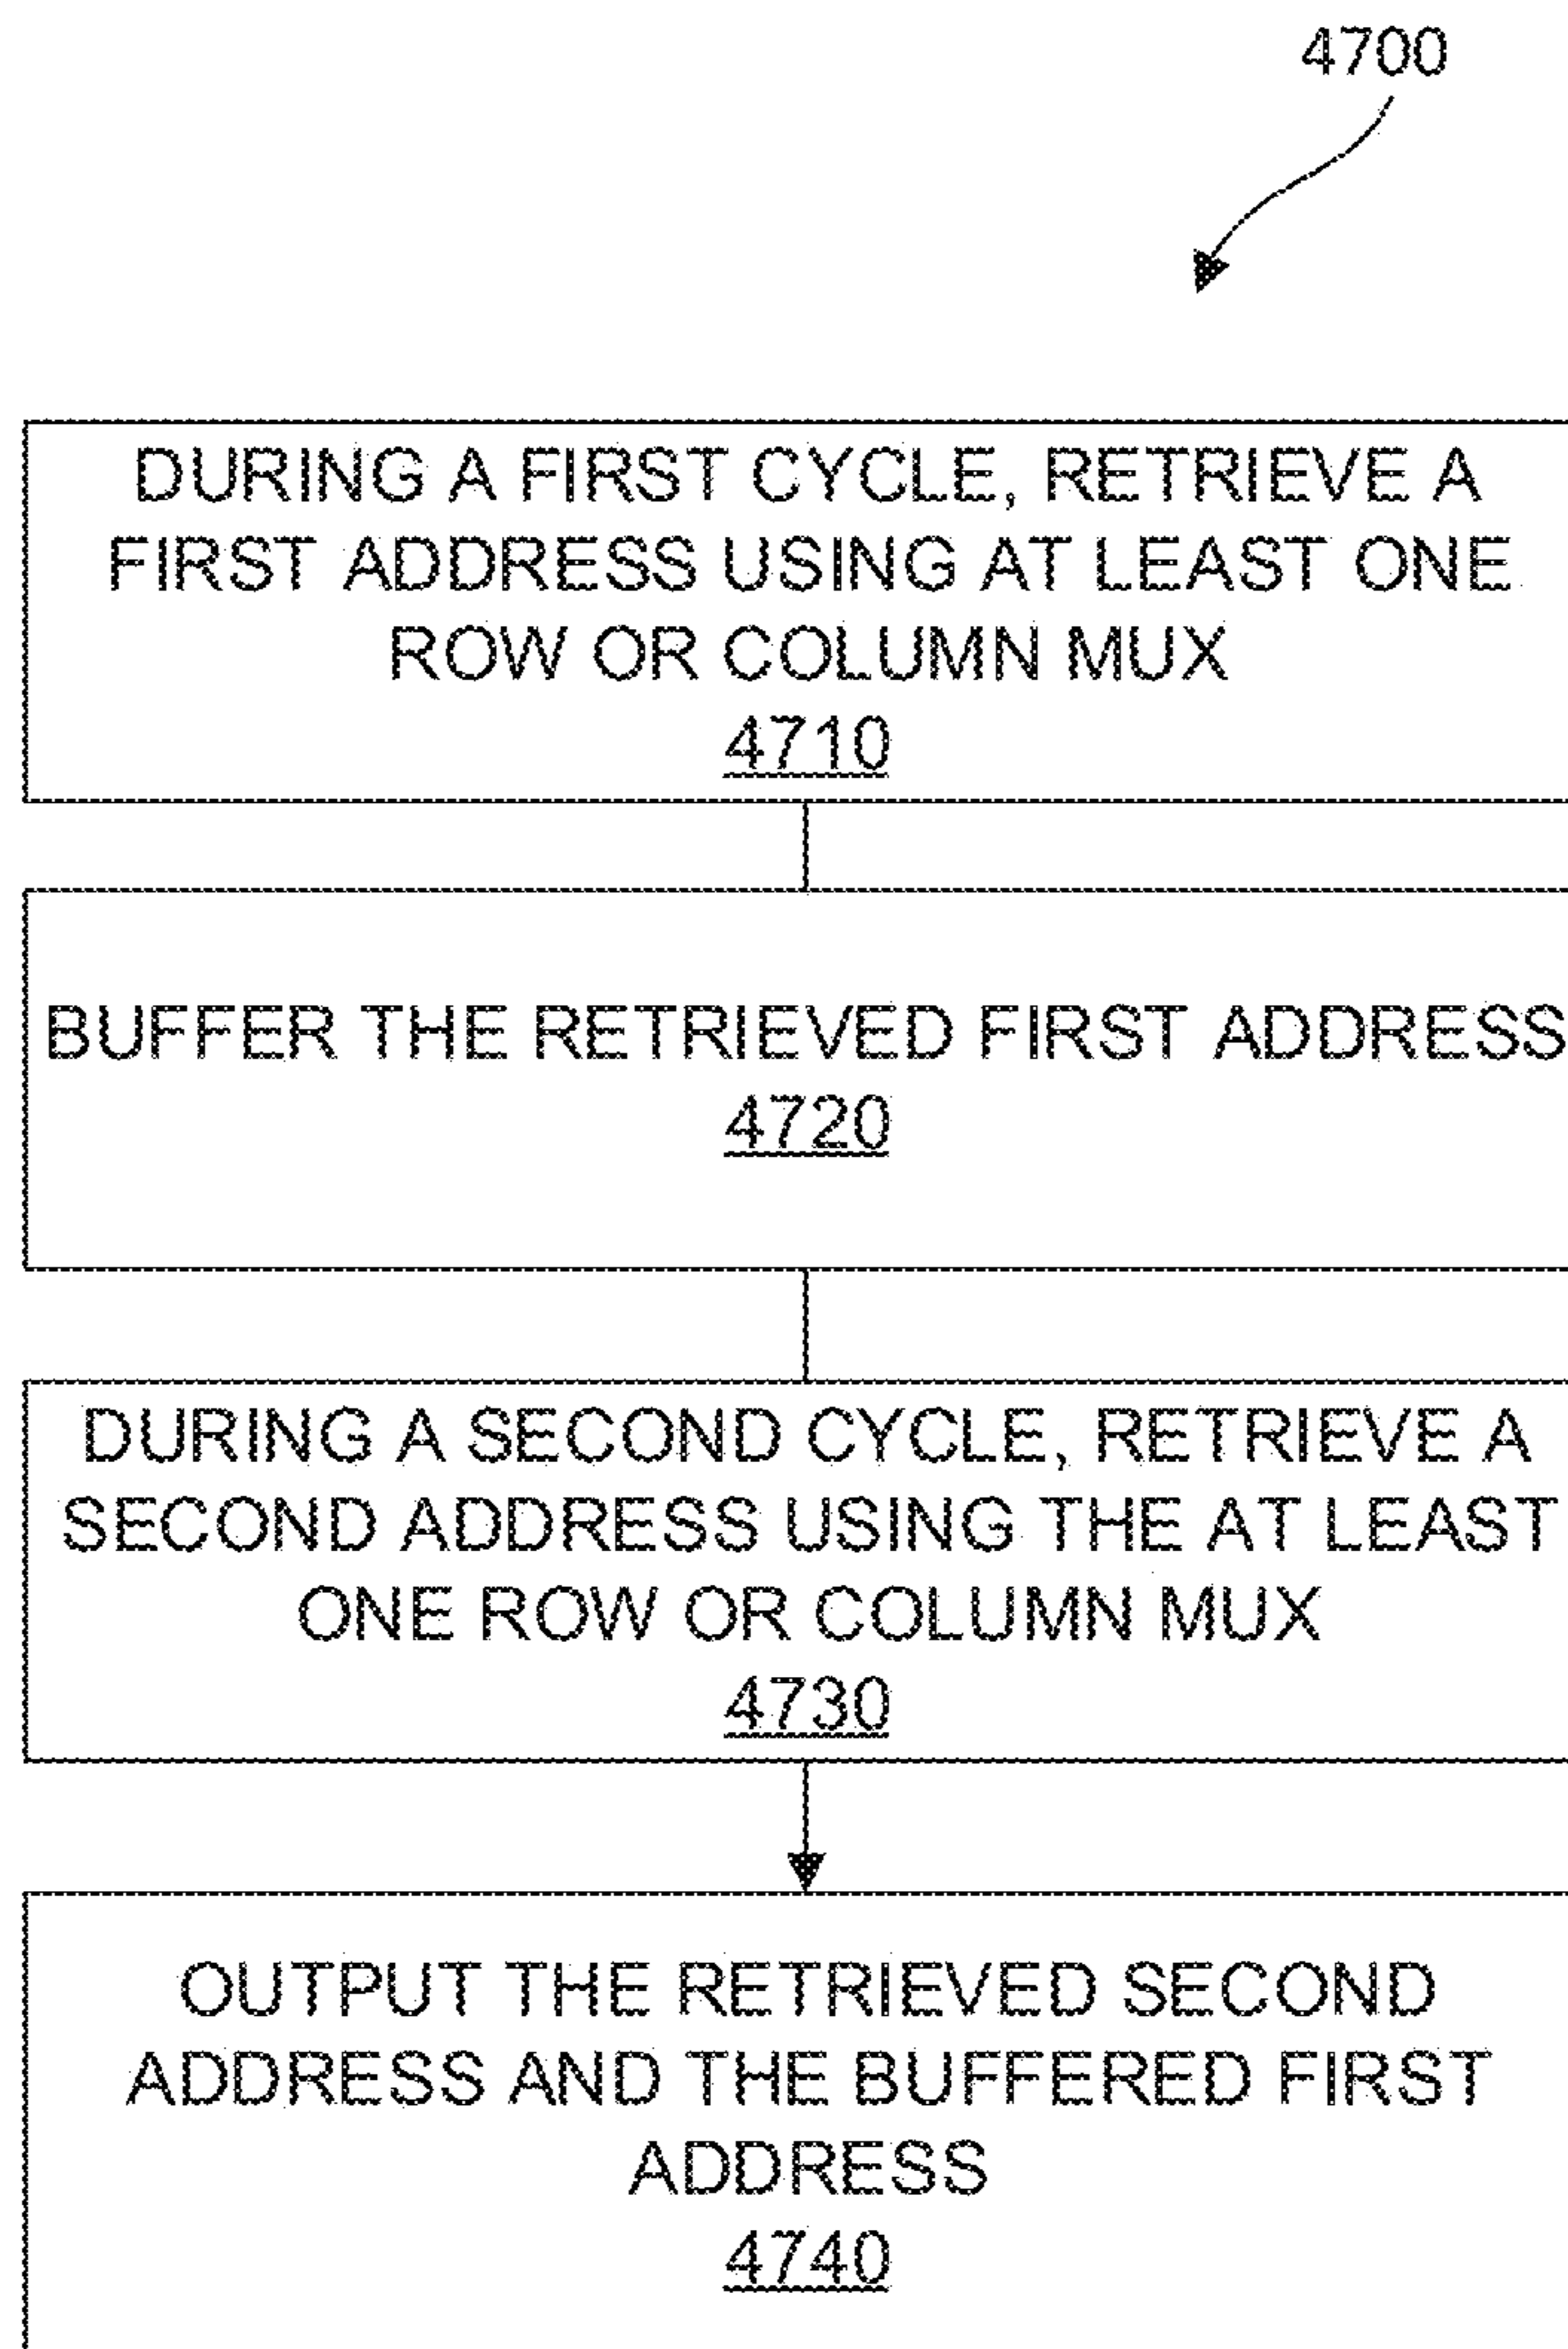 4700
DURING A FIRST CYCLE, RETRIEVE A
FIRST ADDRESS USING AT LEAST ONE
ROW OR COLUMN MUX
4710
BUFFER THE RETRIEVED FIRST ADDRESS
4720
DURING A SECOND CYCLE, RETRIEVE A
SECOND ADDRESS USING THE AT LEAST
ONE ROW OR COLUMN MUX
4730
OUTPUT THE RETRIEVED SECOND
ADDRESS AND THE BUFFERED FIRST
ADDRESS
4740